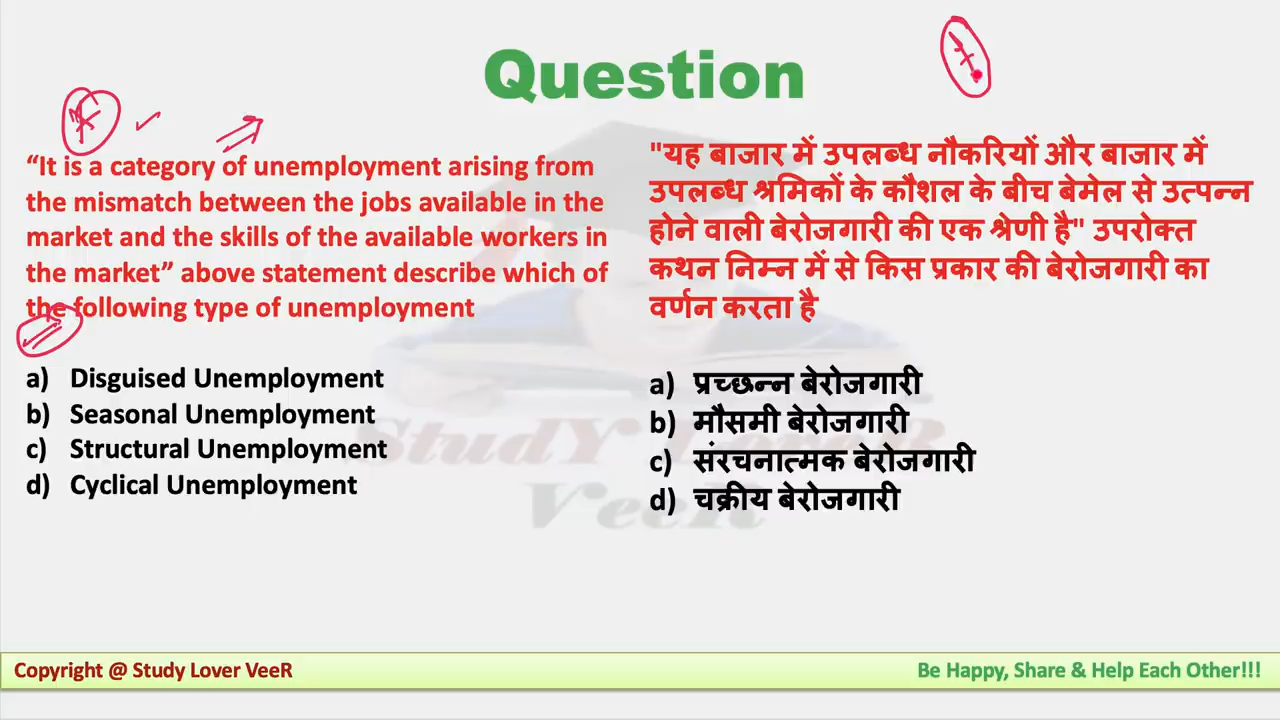 Question
“It is a category of unemployment arising from
the mismatch between the jobs available in the
market and the skills of the available workers in
the market” above statement describe which of
the following type of unemployment
a) Disguised Unemployment
b) Seasonal Unemployment
c) Structural Unemployment
d) Cyclical Unemployment
"यह बाजार में उपलब्ध नौकरियों और बाजार में
उपलब्ध श्रमिकों के कौशल के बीच बेमेल से उत्पन्न
होने वाली बेरोजगारी की एक श्रेणी है" उपरोक्त
कथन निम्न में से किस प्रकार की बेरोजगारी का
वर्णन करता है
a) प्रच्छन्न बेरोजगारी
b) मौसमी बेरोजगारी
c) संरचनात्मक बेरोजगारी
d) चक्रीय बेरोजगारी
StudY LoveR
VeeR
Copyright @ Study Lover VeeR
Be Happy, Share & Help Each Other!!!